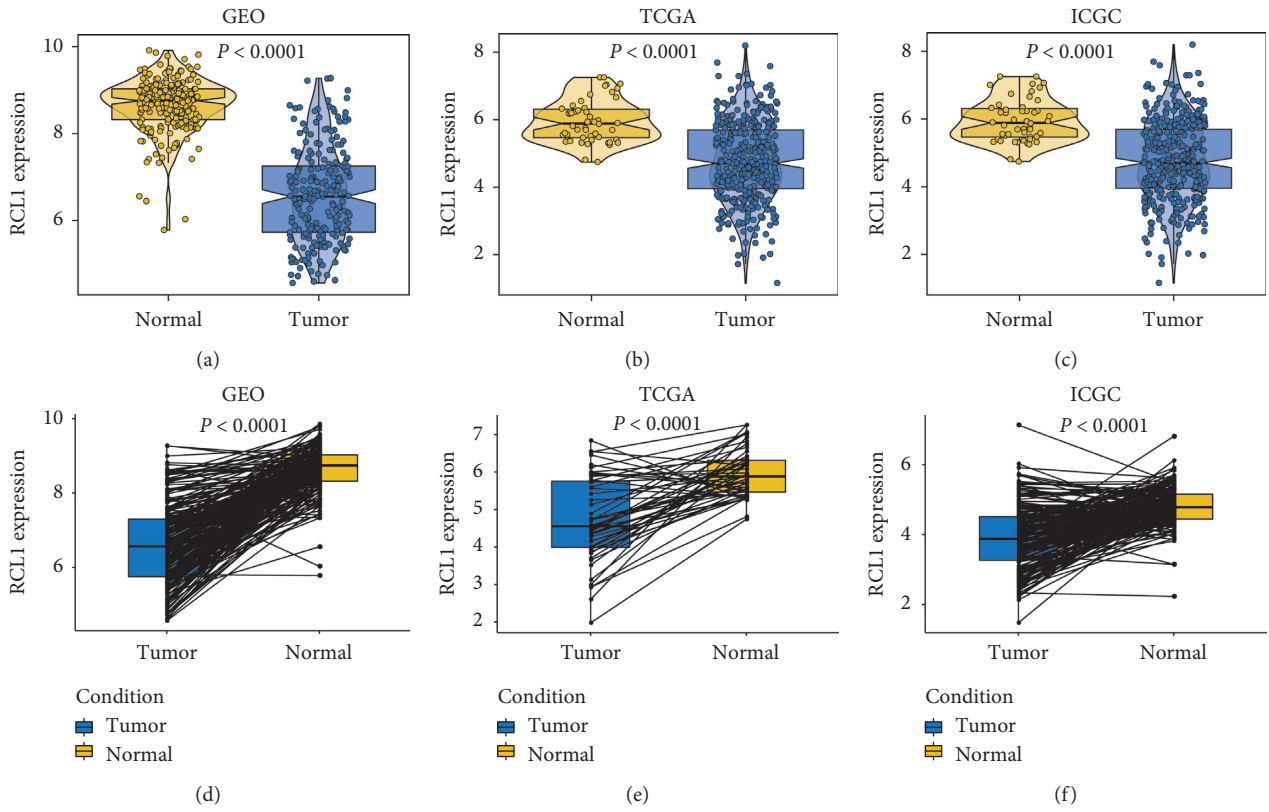 GEO
P < 0.0001
RCL1 expression
10
8
6
Normal
Tumor
(a)
TCGA
P < 0.0001
RCL1 expression
8
6
4
2
Normal
Tumor
(b)
ICGC
P < 0.0001
RCL1 expression
8
6
4
2
Normal
Tumor
(c)
GEO
P < 0.0001
RCL1 expression
10
8
6
Tumor
Normal
Condition
Tumor
Normal
(d)
TCGA
P < 0.0001
RCL1 expression
7
6
5
4
3
2
Tumor
Normal
Condition
Tumor
Normal
(e)
ICGC
P < 0.0001
RCL1 expression
6
4
2
Tumor
Normal
Condition
Tumor
Normal
(f)